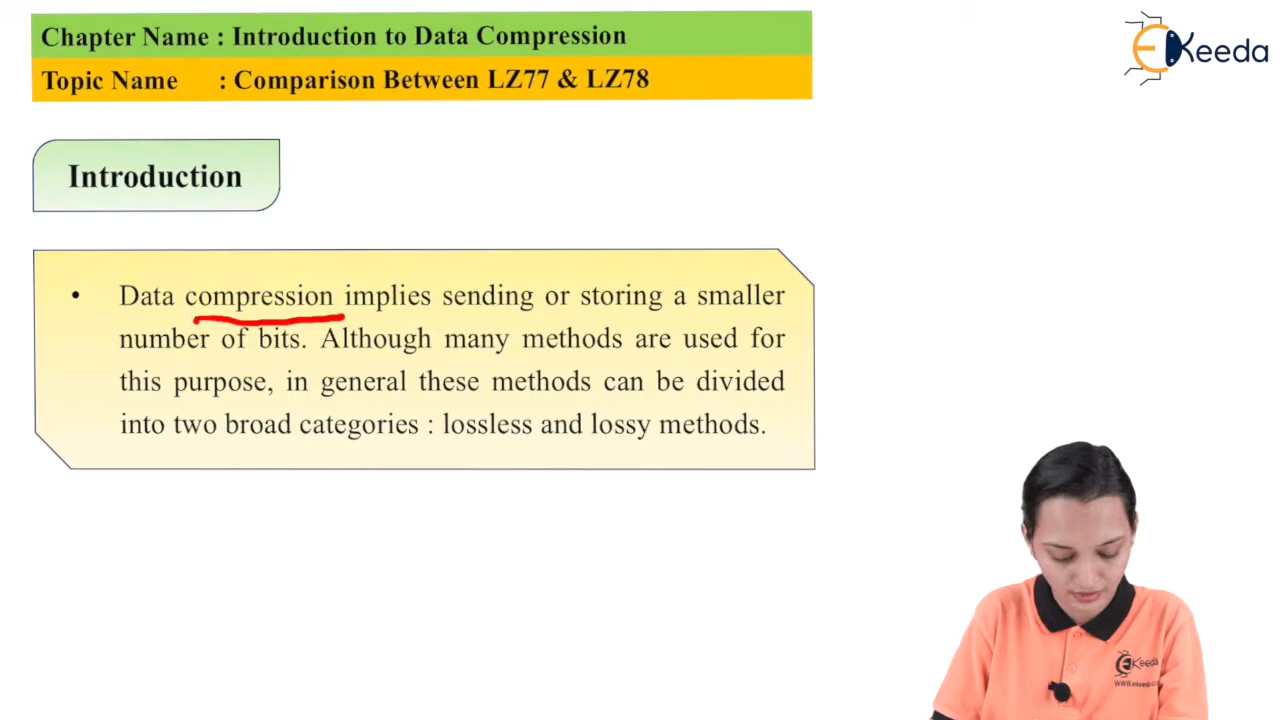 Chapter Name : Introduction to Data Compression
Topic Name : Comparison Between LZ77 & LZ78
EKeeda
Introduction
• Data compression implies sending or storing a smaller
number of bits. Although many methods are used for
this purpose, in general these methods can be divided
into two broad categories : lossless and lossy methods.
EKeeda